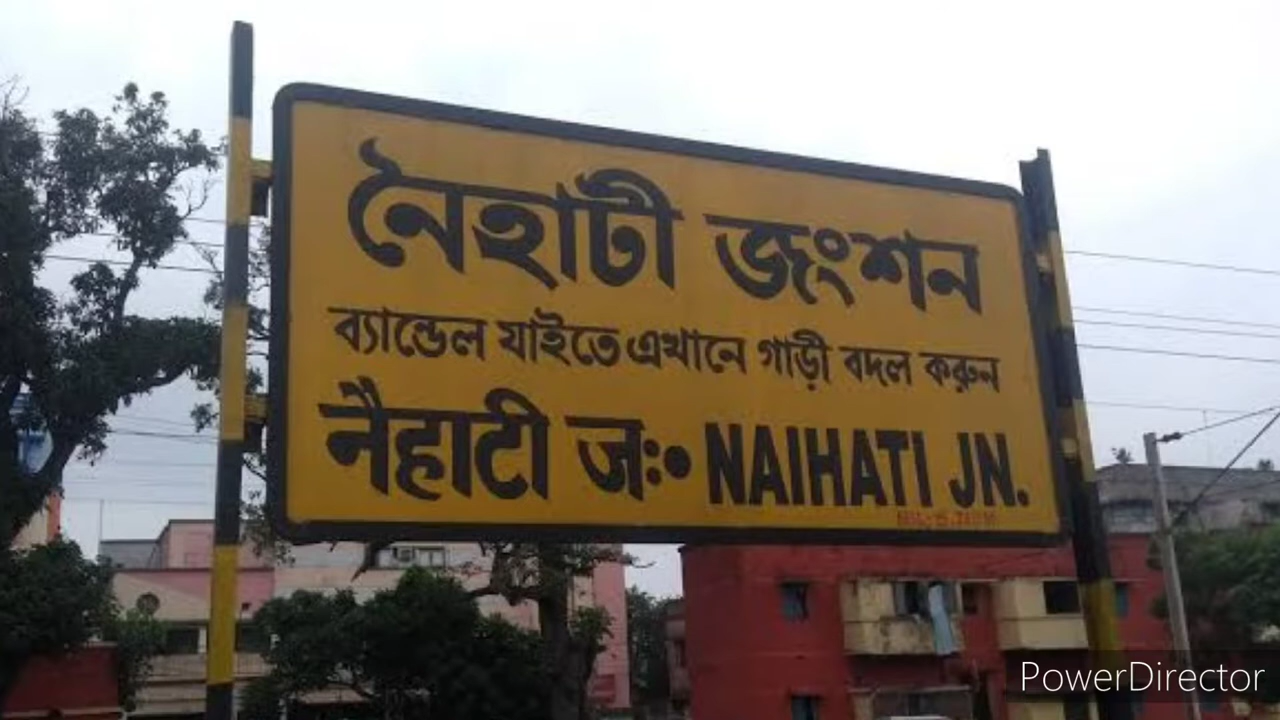 নৈহাটী জংশন
ব্যান্ডেল যাইতে এখানে গাড়ী বদল করুন
नैहाटी जः• NAIHATI JN.
PowerDirector